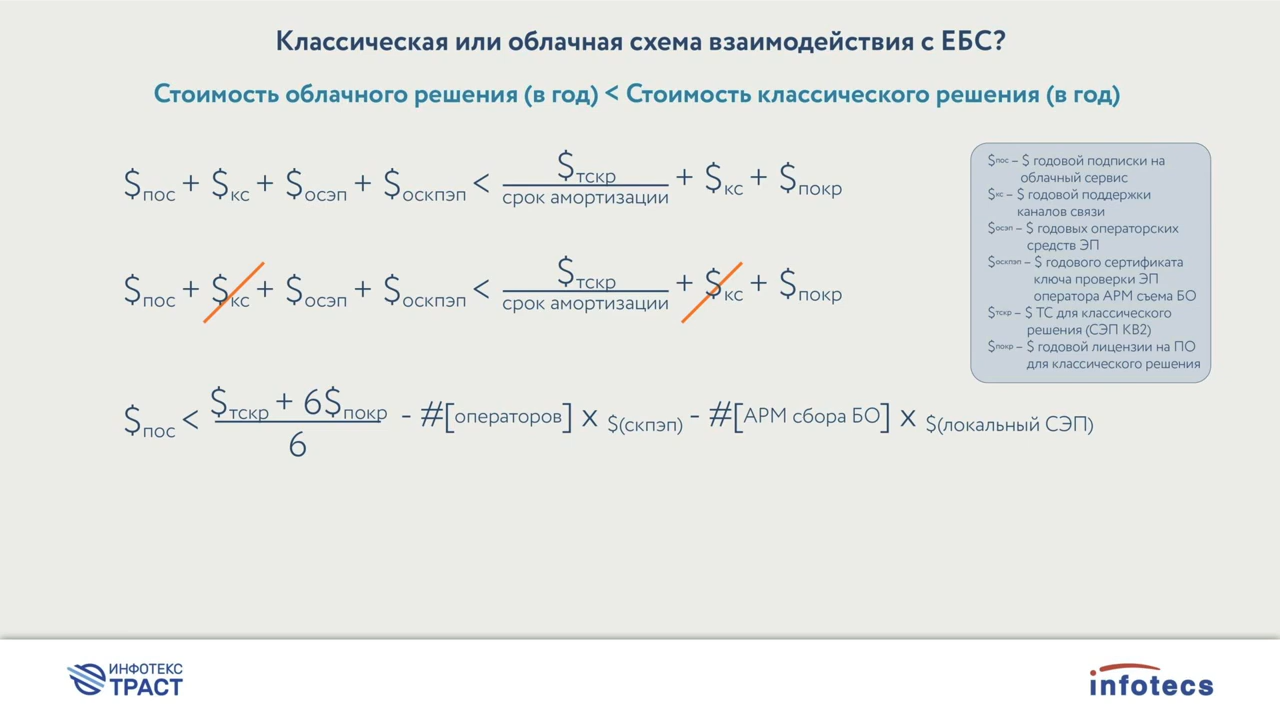 Классическая или облачная схема взаимодействия с ЕБС?
Стоимость облачного решения (в год) < Стоимость классического решения (в год)
$пос + $кс + $осэп + $оскпэп < $тскр / срок амортизации + $кс + $покр
$пос + $кс + $осэп + $оскпэп < $тскр / срок амортизации + $кс + $покр
$пос < $тскр + 6$покр / 6 - #[операторов] x $(скпэп) - #[АРМ сбора БО] x $(локальный СЭП)
$пос – $ годовой подписки на
облачный сервис
$кс – $ годовой поддержки
каналов связи
$осэп – $ годовых операторских
средств ЭП
$оскпэп – $ годового сертификата
ключа проверки ЭП
оператора АРМ съема БО
$тскр – $ ТС для классического
решения (СЭП КВ2)
$покр – $ годовой лицензии на ПО
для классического решения
ИНФОТЕКС
ТРАСТ
infotecs